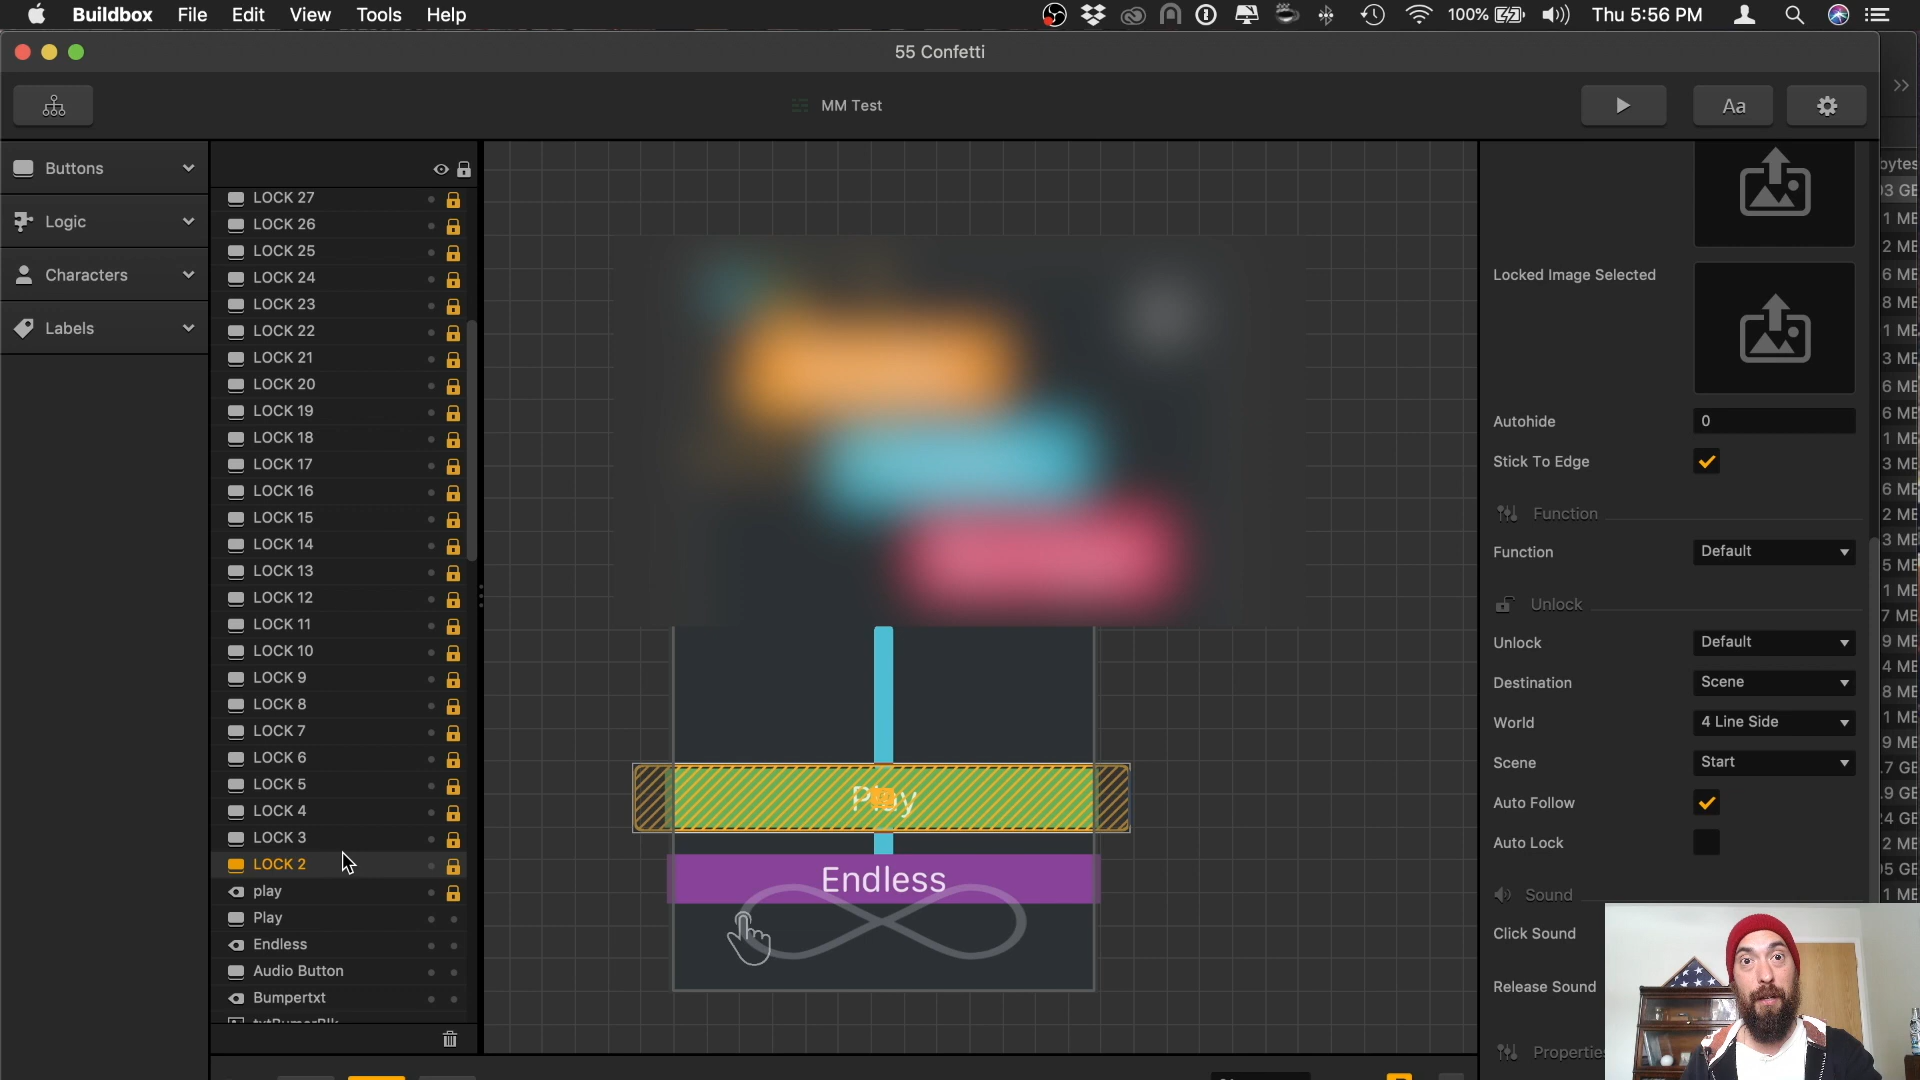 Buildbox File Edit View Tools Help 100% Thu 5:56 PM
55 Confetti
MM Test
Aa
Buttons
Logic
Characters
Labels
LOCK 27
LOCK 26
LOCK 25
LOCK 24
LOCK 23
LOCK 22
LOCK 21
LOCK 20
LOCK 19
LOCK 18
LOCK 17
LOCK 16
LOCK 15
LOCK 14
LOCK 13
LOCK 12
LOCK 11
LOCK 10
LOCK 9
LOCK 8
LOCK 7
LOCK 6
LOCK 5
LOCK 4
LOCK 3
LOCK 2
play
Play
Endless
Audio Button
Bumpertxt
Play
Endless
Locked Image Selected
Autohide 0
Stick To Edge
Function
Function Default
Unlock
Unlock Default
Destination Scene
World 4 Line Side
Scene Start
Auto Follow
Auto Lock
Sound
Click Sound
Release Sound